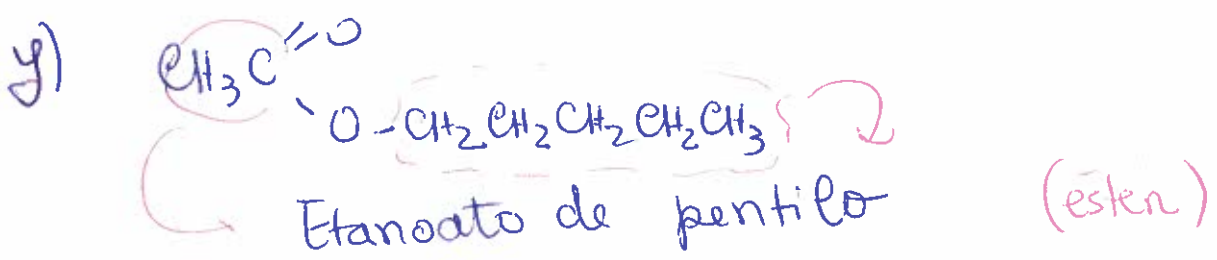 y) CH₃C=O
O-CH₂CH₂CH₂CH₂CH₃
Etanoato de pentilo (ester)